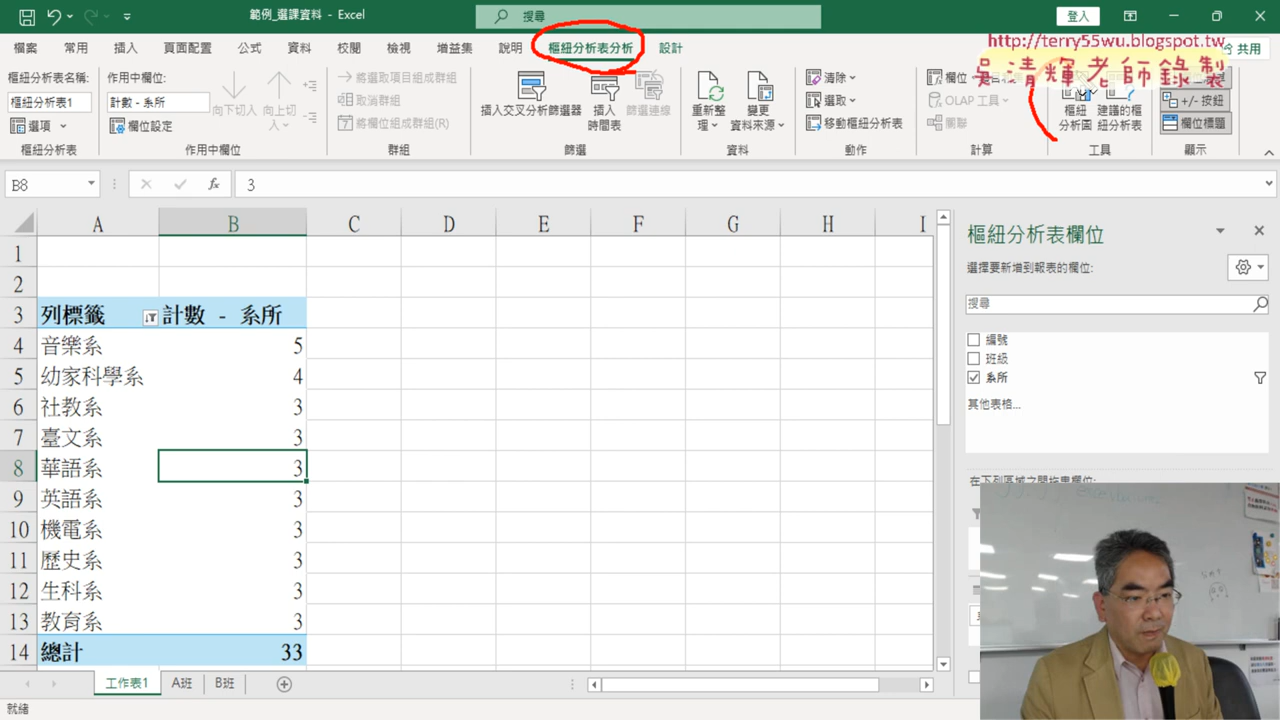 範例_選課資料 - Excel
搜尋
登入
檔案 常用 插入 頁面配置 公式 資料 校閱 檢視 增益集 說明 樞紐分析表分析 設計
共用
http://terry55wu.blogspot.tw
吳清輝老師錄製
樞紐分析表名稱:
樞紐分析表1
選項
樞紐分析表
作用中欄位:
計數 - 系所
欄位設定
向下切入
向上切入
作用中欄位
將選取項目組成群組
取消群組
將欄位組成群組(R)
群組
插入交叉分析篩選器
插入時間表
篩選連線
篩選
重新整理
變更資料來源
資料
清除
選取
移動樞紐分析表
動作
欄位
OLAP 工具
關聯
計算
樞紐分析圖
建議的樞紐分析表
工具
+/- 按鈕
欄位標題
顯示
B8
fx
3
A B C D E F G H I
1
2
3 列標籤 計數 - 系所
4 音樂系 5
5 幼家科學系 4
6 社教系 3
7 臺文系 3
8 華語系 3
9 英語系 3
10 機電系 3
11 歷史系 3
12 生科系 3
13 教育系 3
14 總計 33
樞紐分析表欄位
選擇要新增到報表的欄位:
搜尋
編號
班級
系所
其他表格...
在下列區域之間拖曳欄位:
工作表1 A班 B班
就緒